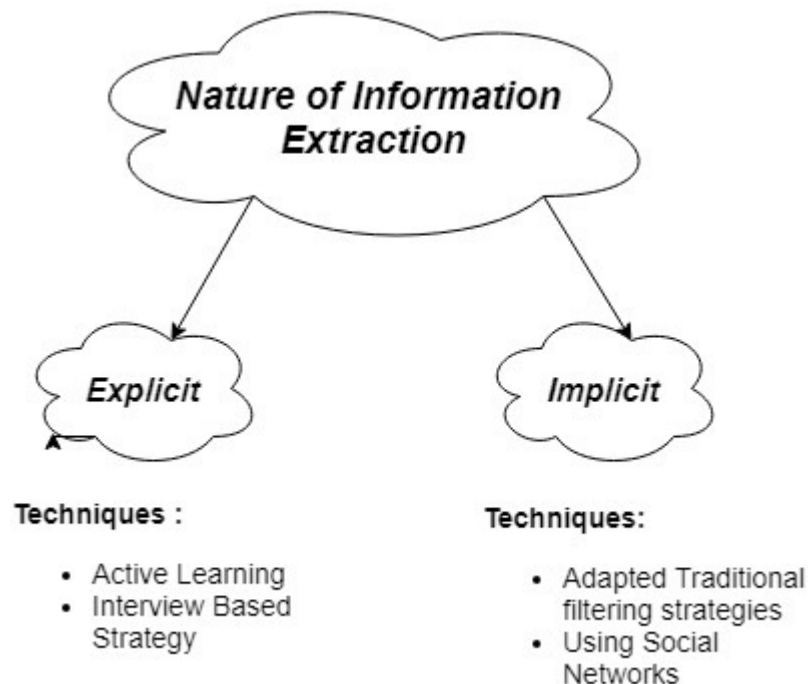 Nature of Information
Extraction
Explicit
Implicit
Techniques :
• Active Learning
• Interview Based
Strategy
Techniques:
• Adapted Traditional
filtering strategies
• Using Social
Networks